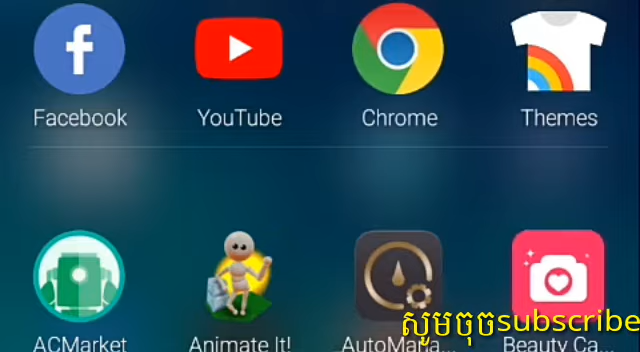 Facebook YouTube Chrome Themes
ACMarket Animate It! AutoMana... Beauty Ca...
សូមចុចsubscribe